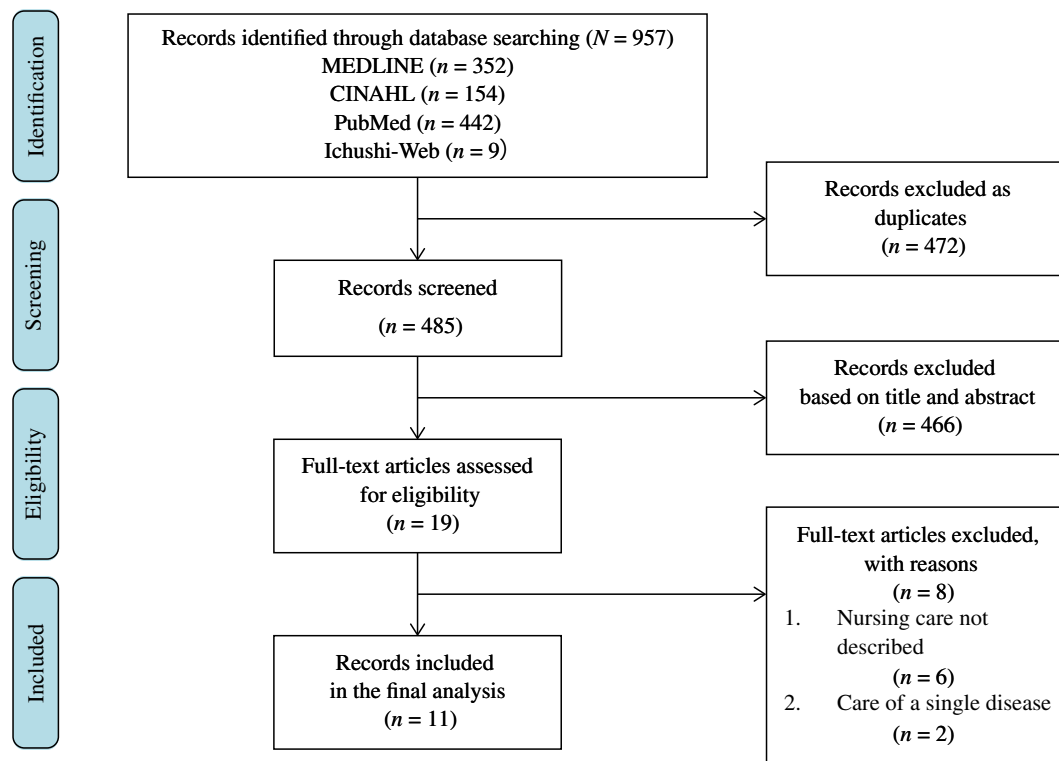 Identification
Records identified through database searching (N = 957)
MEDLINE (n = 352)
CINAHL (n = 154)
PubMed (n = 442)
Ichushi-Web (n = 9)
Records excluded as
duplicates
(n = 472)
Screening
Records screened
(n = 485)
Records excluded
based on title and abstract
(n = 466)
Eligibility
Full-text articles assessed
for eligibility
(n = 19)
Full-text articles excluded,
with reasons
(n = 8)
1. Nursing care not
described
(n = 6)
2. Care of a single disease
(n = 2)
Included
Records included
in the final analysis
(n = 11)